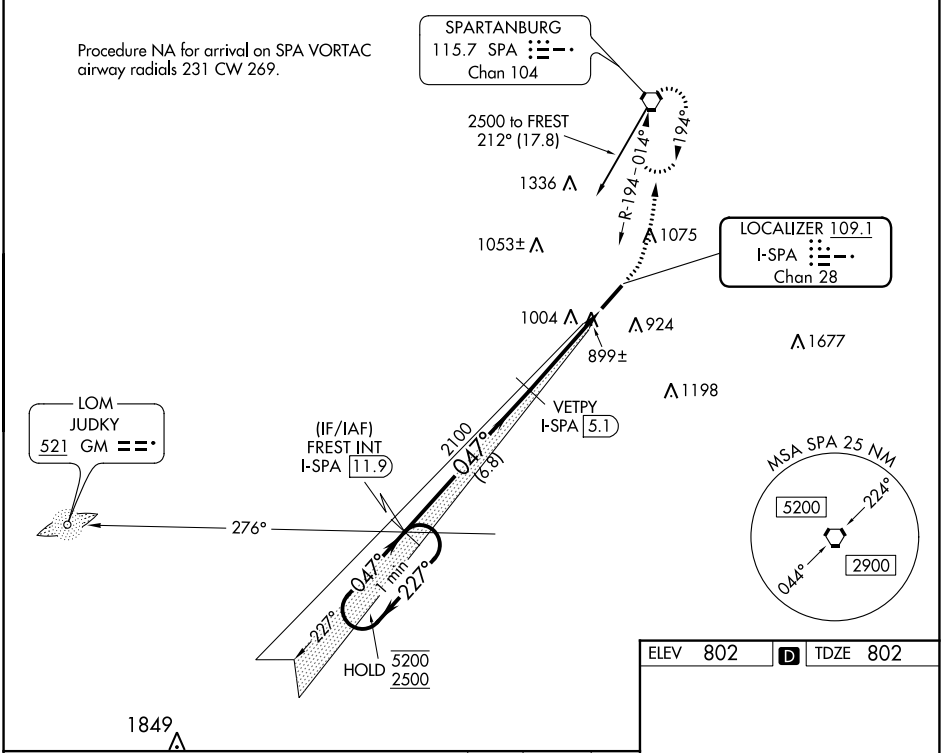 Procedure NA for arrival on SPA VORTAC
airway radials 231 CW 269.
SPARTANBURG
115.7 SPA
Chan 104
2500 to FREST
212° (17.8)
R-194
014°
194°
1336
1053±
1075
LOCALIZER 109.1
I-SPA
Chan 28
1004
924
899±
1677
1198
LOM
JUDKY
521 GM
(IF/IAF)
FREST INT
I-SPA 11.9
2100
047°
(6.8)
VETPY
I-SPA 5.1
276°
047°
1 min
227°
227°
HOLD 5200
2500
MSA SPA 25 NM
5200
224°
044°
2900
ELEV 802 D TDZE 802
1849